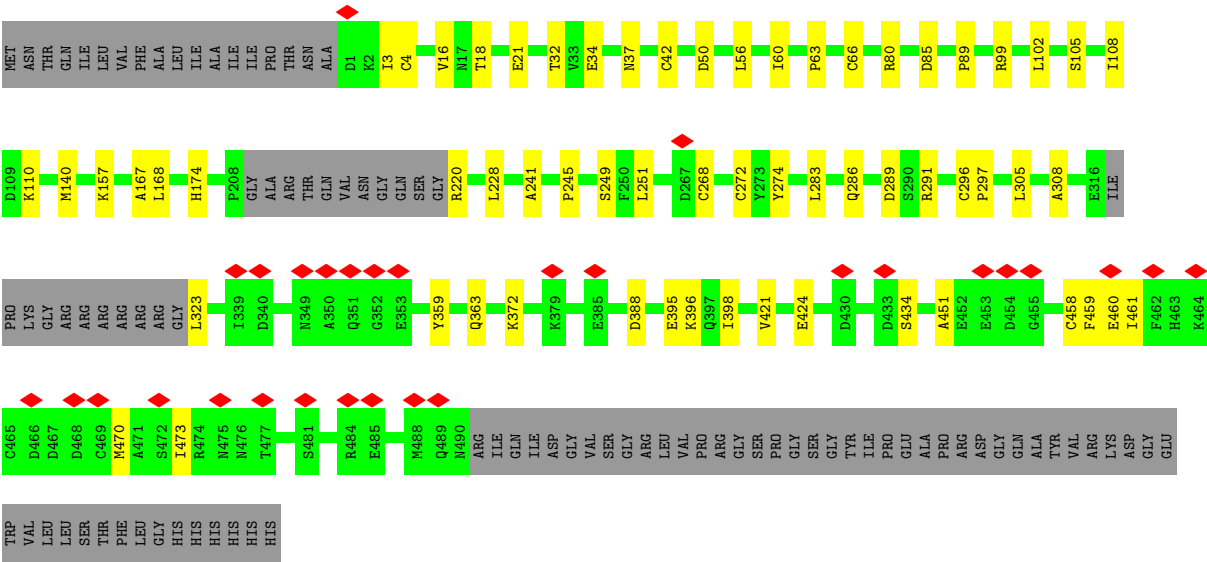 MET ASN THR GLN ILE LEU VAL PHE ALA LEU ILE ALA ILE ILE PRO THR ASN ALA D1 K2 I3 C4 V16 N17 T18 E21 T32 V33 E34 N37 C42 D50 L56 I60 P63 C66 R80 D85 P89 R99 L102 S105 I108
D109 K110 M140 K157 A167 L168 H174 P208 GLY ALA ARG THR GLN VAL ASN GLY GLN SER GLY R220 L228 A241 P245 S249 F250 L251 D267 C268 C272 Y273 Y274 L283 Q286 D289 S290 R291 C296 P297 L305 A308 E316 ILE
PRO LYS GLY ARG ARG ARG ARG ARG ARG GLY L323 I339 D340 N349 A350 Q351 G352 E353 Y359 Q363 K372 K379 E385 D388 E395 K396 Q397 I398 V421 E424 D430 D433 S434 A451 E452 E453 D454 G455 C458 F459 E460 I461 F462 H463 K464
C465 D466 D467 D468 C469 M470 A471 S472 I473 R474 N475 N476 T477 S481 R484 E485 M488 Q489 N490 ARG ILE GLN ILE ASP GLY VAL SER GLY ARG LEU VAL PRO ARG GLY SER PRO GLY SER GLY TYR ILE PRO GLU ALA PRO ARG ASP GLY GLN ALA TYR VAL ARG LYS ASP GLY GLU
TRP VAL LEU LEU SER THR PHE LEU GLY HIS HIS HIS HIS HIS HIS